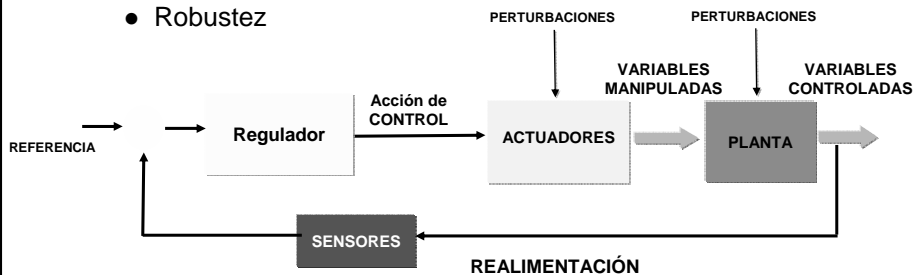 ● Robustez
PERTURBACIONES
PERTURBACIONES
VARIABLES
MANIPULADAS
VARIABLES
CONTROLADAS
Acción de
CONTROL
REFERENCIA
Regulador
ACTUADORES
PLANTA
SENSORES
REALIMENTACIÓN